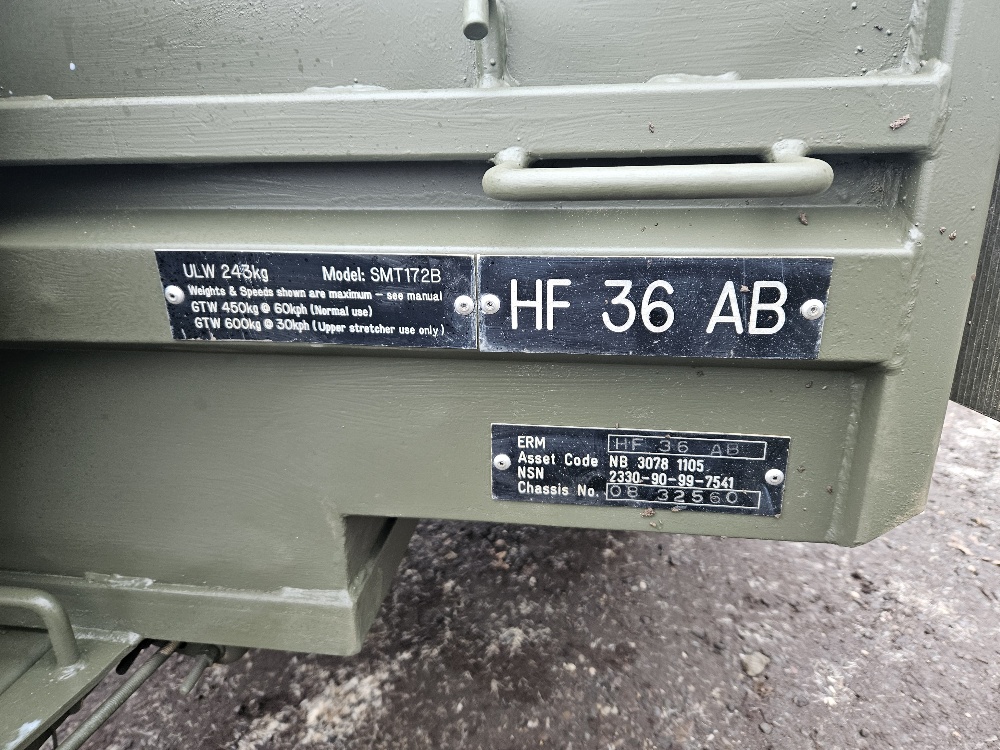 ULW 243kg Model: SMT172B
Weights & Speeds shown are maximum – see manual
GTW 450kg @ 60kph (Normal use)
GTW 600kg @ 30kph (Upper stretcher use only)
HF 36 AB
ERM HF 36 AB
Asset Code NB 3078 1105
NSN 2330-90-99-7541
Chassis No. 08 32560